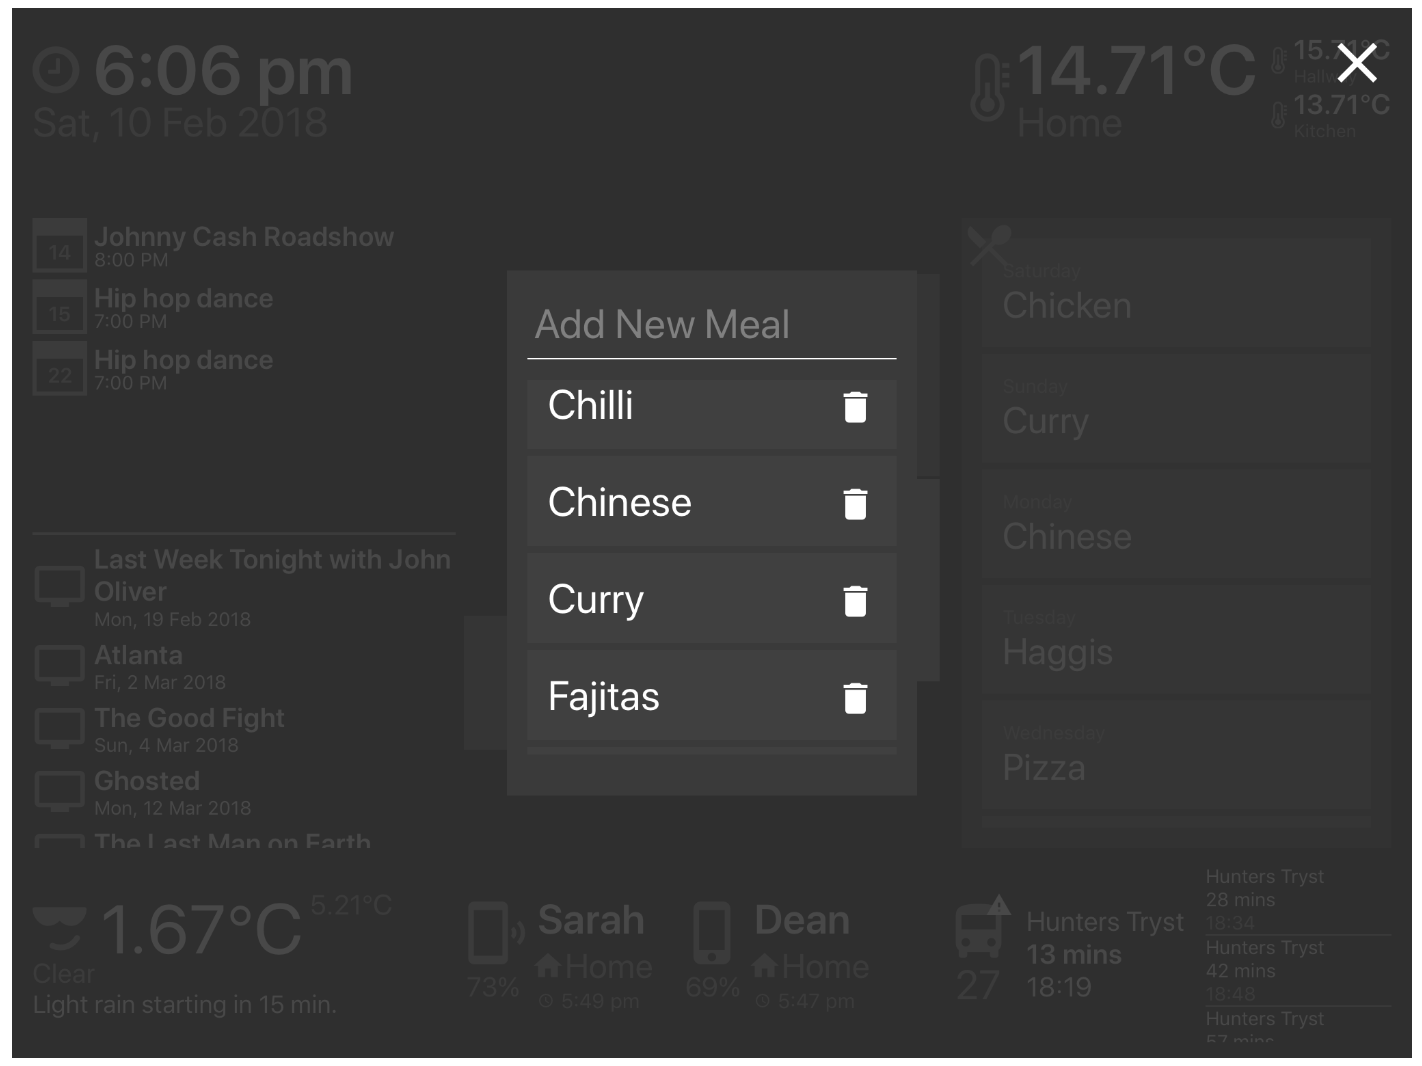 6:06 pm
Sat, 10 Feb 2018
14.71°C
Home
15.71°C
Hallway
13.71°C
Kitchen
14
Johnny Cash Roadshow
8:00 PM
15
Hip hop dance
7:00 PM
22
Hip hop dance
7:00 PM
Last Week Tonight with John
Oliver
Mon, 19 Feb 2018
Atlanta
Fri, 2 Mar 2018
The Good Fight
Sun, 4 Mar 2018
Ghosted
Mon, 12 Mar 2018
The Last Man on Earth
Add New Meal
Chilli
Chinese
Curry
Fajitas
Saturday
Chicken
Sunday
Curry
Monday
Chinese
Tuesday
Haggis
Wednesday
Pizza
1.67°C
5.21°C
Clear
Light rain starting in 15 min.
73%
Sarah
Home
5:49 pm
69%
Dean
Home
5:47 pm
27
Hunters Tryst
13 mins
18:19
Hunters Tryst
28 mins
18:34
Hunters Tryst
42 mins
18:48
Hunters Tryst
57 mins